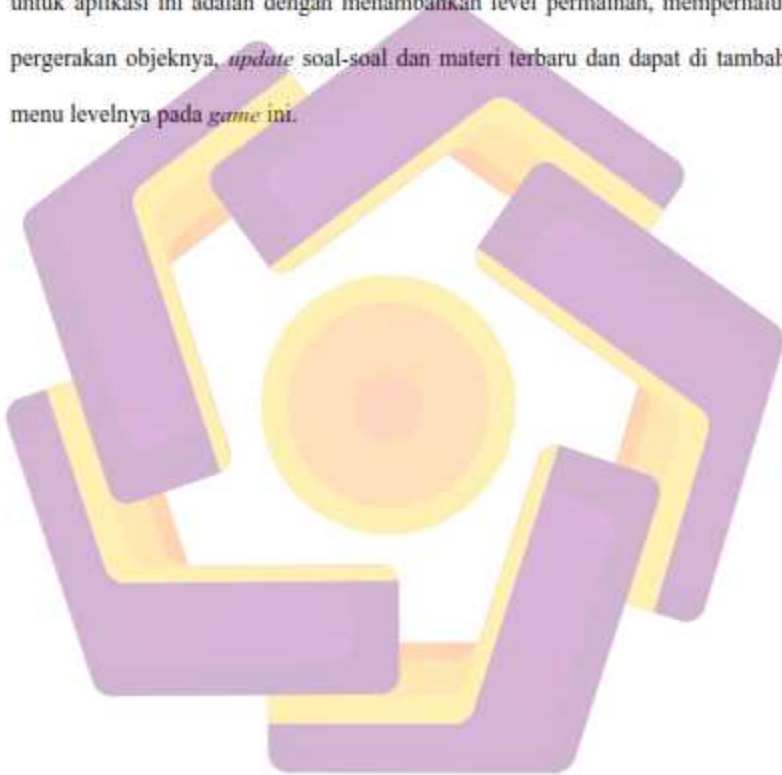 untuk aplikasi ini adalah dengan menambahkan level permainan,
pergerakan objeknya, update soal-soal dan materi terbaru dan dapat di tambah
menu levelnya pada game ini.